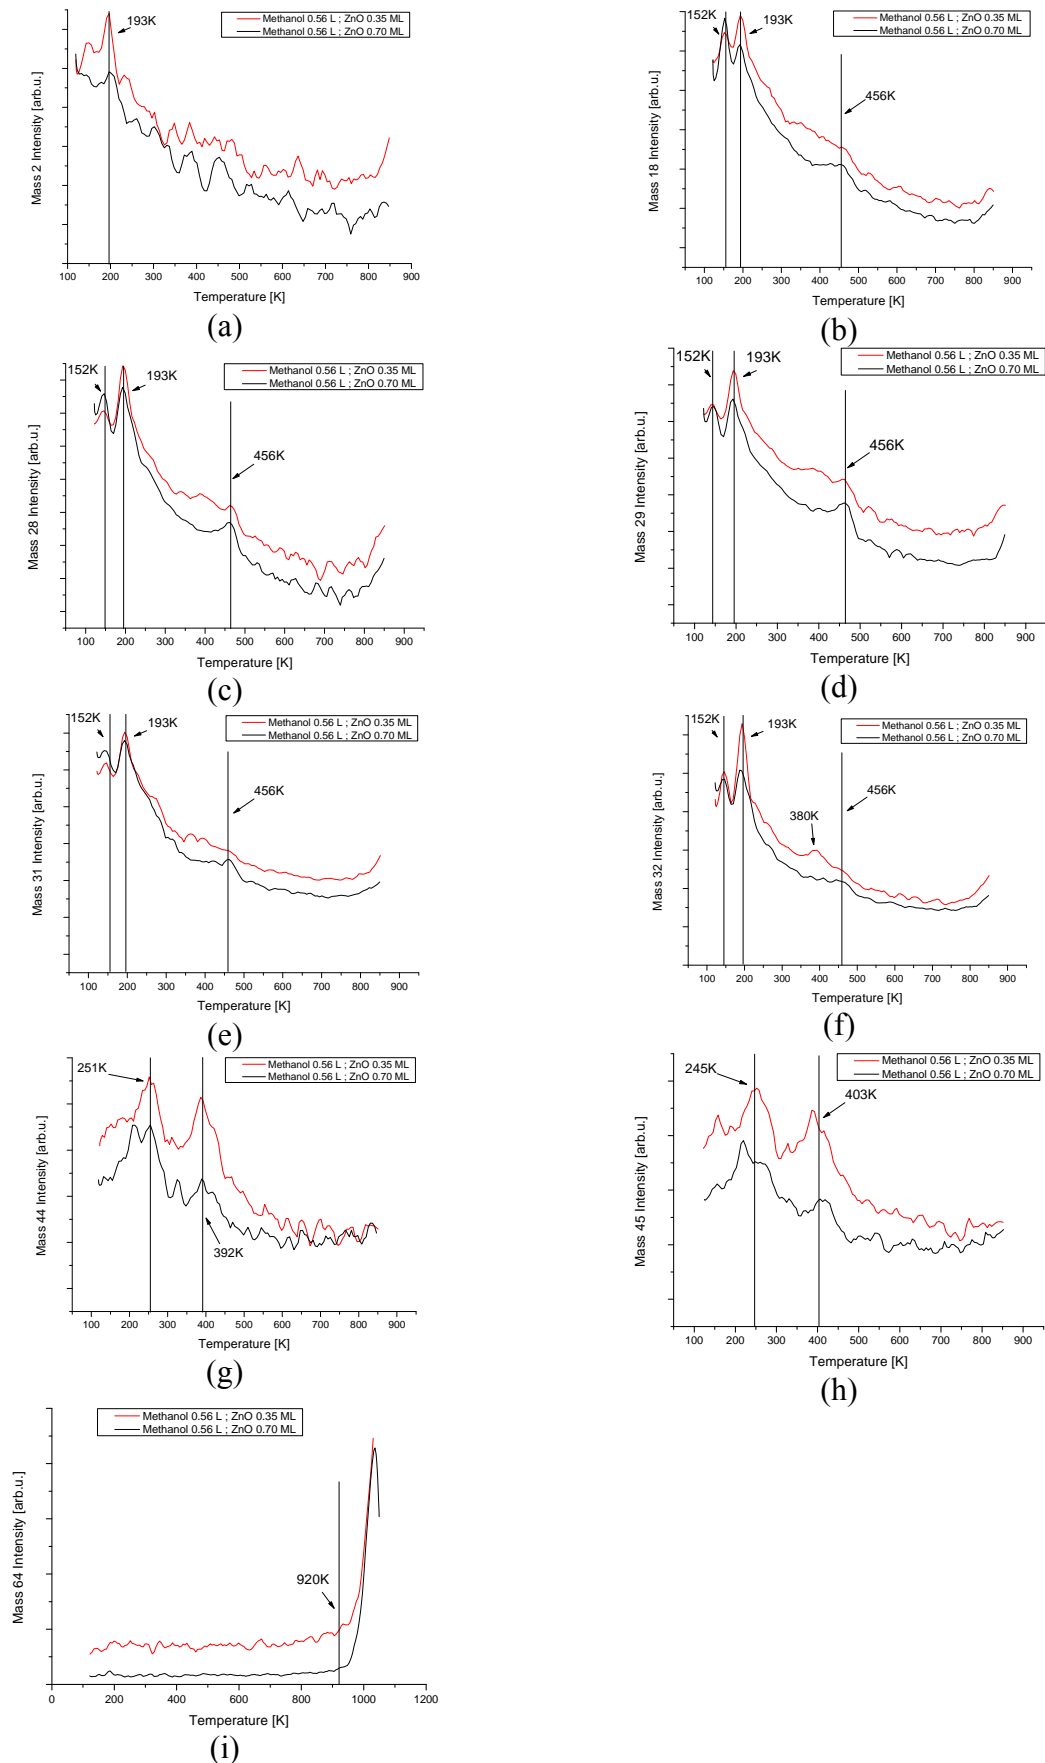 193K
Methanol 0.56 L ; ZnO 0.35 ML
Methanol 0.56 L ; ZnO 0.70 ML
Mass 2 Intensity [arb.u.]
100 200 300 400 500 600 700 800 900
Temperature [K]
(a)
152K
193K
Methanol 0.56 L ; ZnO 0.35 ML
Methanol 0.56 L ; ZnO 0.70 ML
456K
Mass 18 Intensity [arb.u.]
100 200 300 400 500 600 700 800 900
Temperature [K]
(b)
152K
193K
Methanol 0.56 L ; ZnO 0.35 ML
Methanol 0.56 L ; ZnO 0.70 ML
456K
Mass 28 Intensity [arb.u.]
100 200 300 400 500 600 700 800 900
Temperature [K]
(c)
152K
193K
Methanol 0.56 L ; ZnO 0.35 ML
Methanol 0.56 L ; ZnO 0.70 ML
456K
Mass 29 Intensity [arb.u.]
100 200 300 400 500 600 700 800 900
Temperature [K]
(d)
152K
193K
Methanol 0.56 L ; ZnO 0.35 ML
Methanol 0.56 L ; ZnO 0.70 ML
456K
Mass 31 Intensity [arb.u.]
100 200 300 400 500 600 700 800 900
Temperature [K]
(e)
152K
193K
Methanol 0.56 L ; ZnO 0.35 ML
Methanol 0.56 L ; ZnO 0.70 ML
456K
380K
Mass 32 Intensity [arb.u.]
100 200 300 400 500 600 700 800 900
Temperature [K]
(f)
251K
Methanol 0.56 L ; ZnO 0.35 ML
Methanol 0.56 L ; ZnO 0.70 ML
392K
Mass 44 Intensity [arb.u.]
100 200 300 400 500 600 700 800 900
Temperature [K]
(g)
245K
Methanol 0.56 L ; ZnO 0.35 ML
Methanol 0.56 L ; ZnO 0.70 ML
403K
Mass 45 Intensity [arb.u.]
100 200 300 400 500 600 700 800 900
Temperature [K]
(h)
Methanol 0.56 L ; ZnO 0.35 ML
Methanol 0.56 L ; ZnO 0.70 ML
920K
Mass 64 Intensity [arb.u.]
0 200 400 600 800 1000 1200
Temperature [K]
(i)